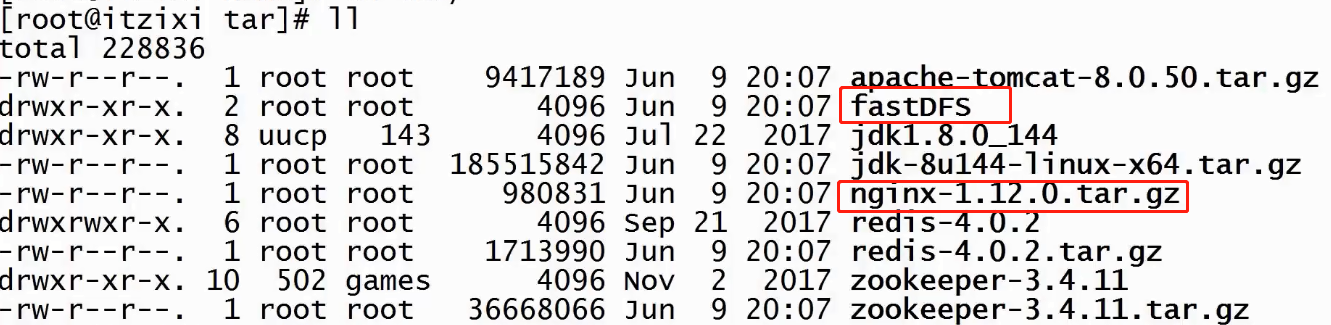 [root@itzixi tar]# ll
total 228836
-rw-r--r--. 1 root root 9417189 Jun 9 20:07 apache-tomcat-8.0.50.tar.gz
drwxr-xr-x. 2 root root 4096 Jun 9 20:07 fastDFS
drwxr-xr-x. 8 uucp 143 4096 Jul 22 2017 jdk1.8.0_144
-rw-r--r--. 1 root root 185515842 Jun 9 20:07 jdk-8u144-linux-x64.tar.gz
-rw-r--r--. 1 root root 980831 Jun 9 20:07 nginx-1.12.0.tar.gz
drwxrwxr-x. 6 root root 4096 Sep 21 2017 redis-4.0.2
-rw-r--r--. 1 root root 1713990 Jun 9 20:07 redis-4.0.2.tar.gz
drwxr-xr-x. 10 502 games 4096 Nov 2 2017 zookeeper-3.4.11
-rw-r--r--. 1 root root 36668066 Jun 9 20:07 zookeeper-3.4.11.tar.gz